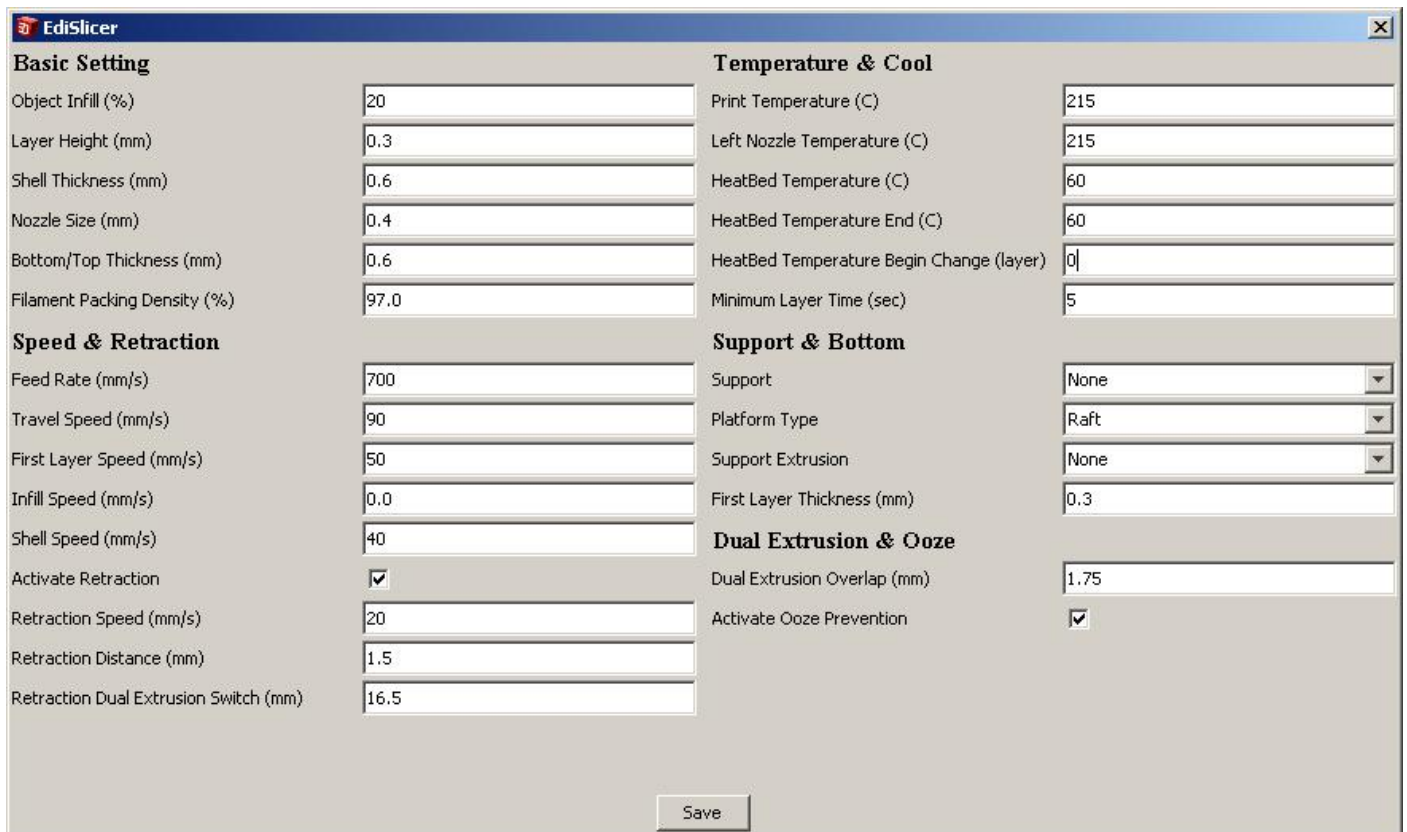 EdiSlicer
Basic Setting
Object Infill (%) 20
Layer Height (mm) 0.3
Shell Thickness (mm) 0.6
Nozzle Size (mm) 0.4
Bottom/Top Thickness (mm) 0.6
Filament Packing Density (%) 97.0
Speed & Retraction
Feed Rate (mm/s) 700
Travel Speed (mm/s) 90
First Layer Speed (mm/s) 50
Infill Speed (mm/s) 0.0
Shell Speed (mm/s) 40
Activate Retraction
Retraction Speed (mm/s) 20
Retraction Distance (mm) 1.5
Retraction Dual Extrusion Switch (mm) 16.5
Temperature & Cool
Print Temperature (C) 215
Left Nozzle Temperature (C) 215
HeatBed Temperature (C) 60
HeatBed Temperature End (C) 60
HeatBed Temperature Begin Change (layer) 0
Minimum Layer Time (sec) 5
Support & Bottom
Support None
Platform Type Raft
Support Extrusion None
First Layer Thickness (mm) 0.3
Dual Extrusion & Ooze
Dual Extrusion Overlap (mm) 1.75
Activate Ooze Prevention
Save